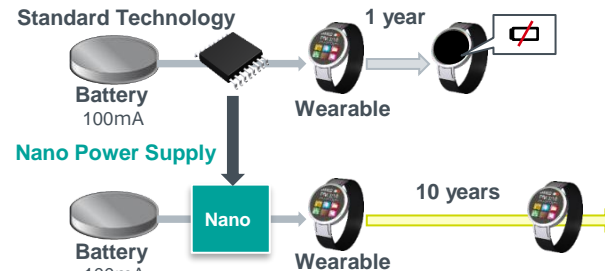 Standard Technology
1 year
Battery
100mA
Wearable
Nano Power Supply
Nano
10 years
Battery
Wearable